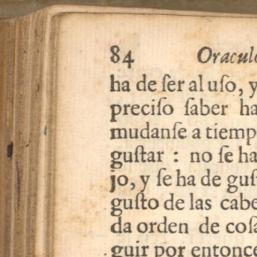 84 Oraculo
ha de ſer al uſo, y
preciſo ſaber ha
mudanſe a tiemp
guſtar : no ſe ha
jo, y ſe ha de guſ
guſto de las cabe
da orden de coſa
guir por entonce